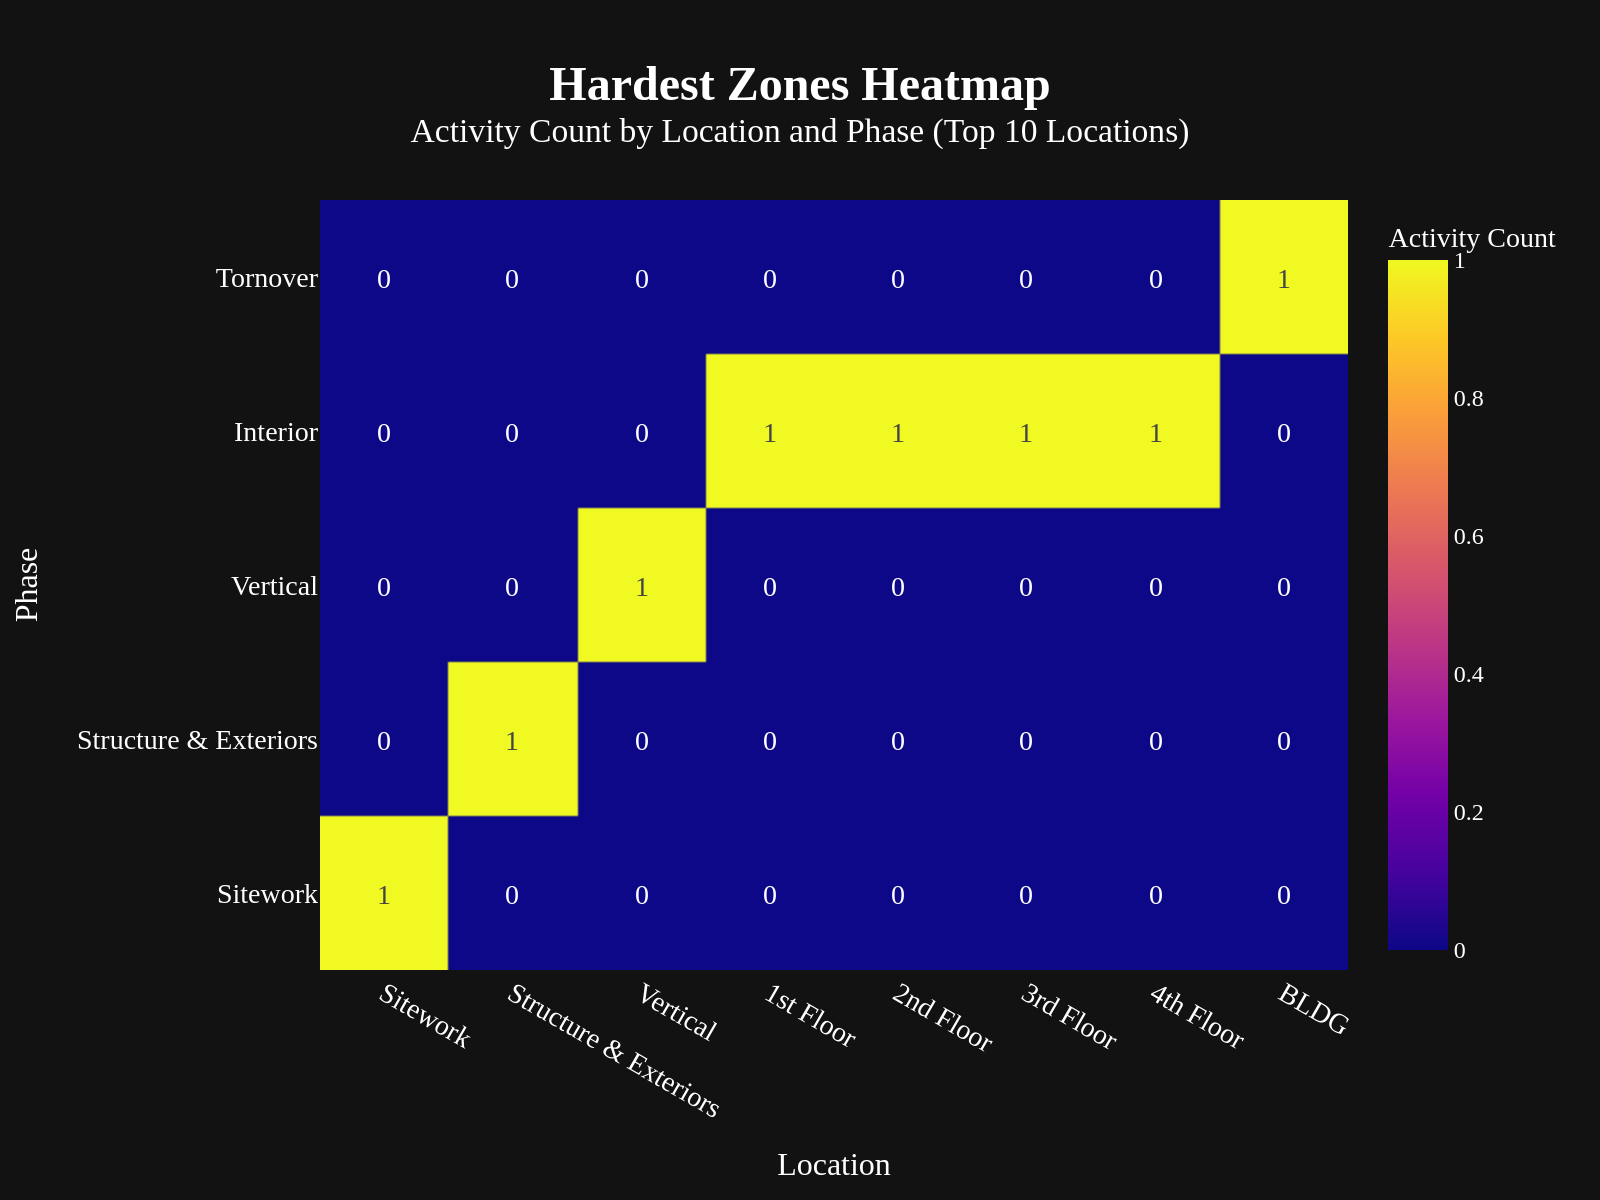 Hardest Zones Heatmap
Activity Count by Location and Phase (Top 10 Locations)
Activity Count
Tornover 0 0 0 0 0 0 0 1
Interior 0 0 0 1 1 1 1 0
Vertical 0 0 1 0 0 0 0 0
Structure & Exteriors 0 1 0 0 0 0 0 0
Sitework 1 0 0 0 0 0 0 0
Phase
1
0.8
0.6
0.4
0.2
0
Sitework
Structure & Exteriors
Vertical
1st Floor
2nd Floor
3rd Floor
4th Floor
BLDG
Location